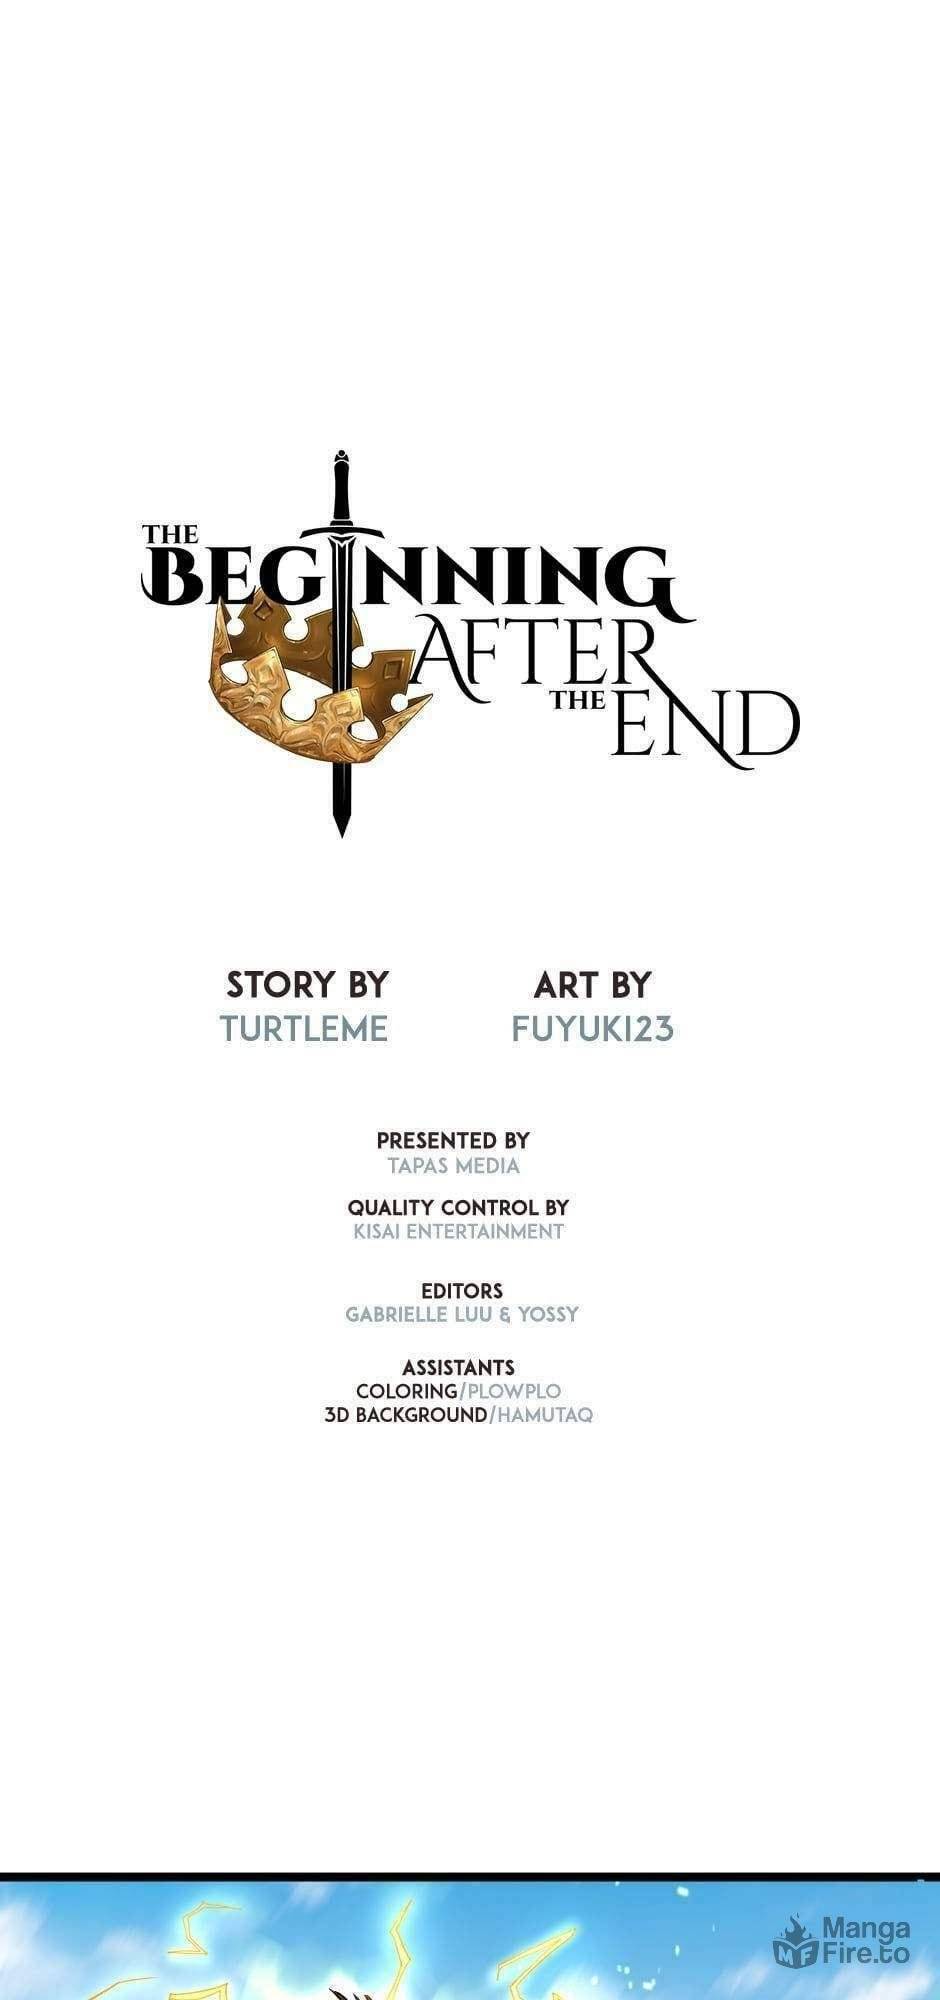 THE
BEGINNING
AFTER
THE END
STORY BY
TURTLEME
ART BY
FUYUKI23
PRESENTED BY
TAPAS MEDIA
QUALITY CONTROL BY
KISAI ENTERTAINMENT
EDITORS
GABRIELLE LUU & YOSSY
ASSISTANTS
COLORING/PLOWPLO
3D BACKGROUND/HAMUTAQ
MF
Manga
Fire.to